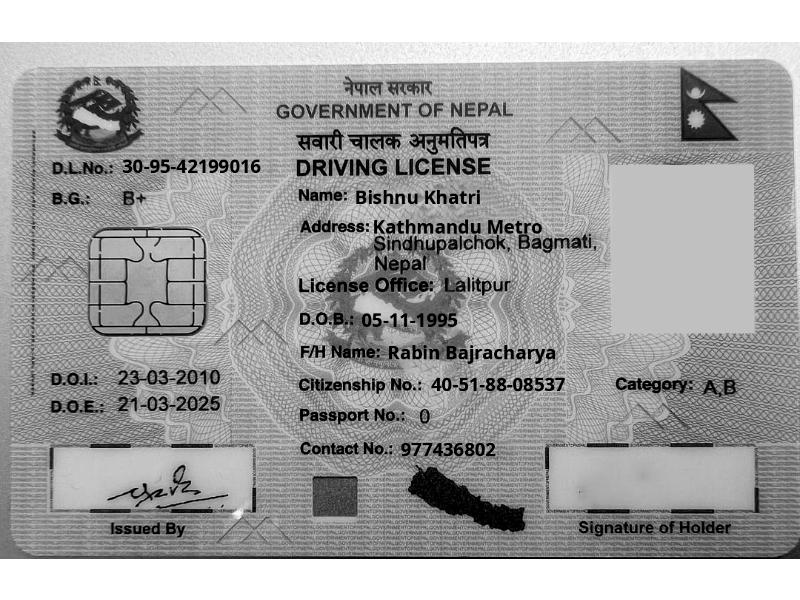 नेपाल सरकार
GOVERNMENT OF NEPAL
सवारी चालक अनुमतिपत्र
DRIVING LICENSE
D.L.No.: 30-95-42199016
B.G.: B+
Name: Bishnu Khatri
Address: Kathmandu Metro
Sindhupalchok, Bagmati,
Nepal
License Office: Lalitpur
D.O.B.: 05-11-1995
F/H Name: Rabin Bajracharya
D.O.I.: 23-03-2010
Citizenship No.: 40-51-88-08537
Category: A,B
D.O.E.: 21-03-2025
Passport No.: 0
Contact No.: 977436802
Issued By
Signature of Holder